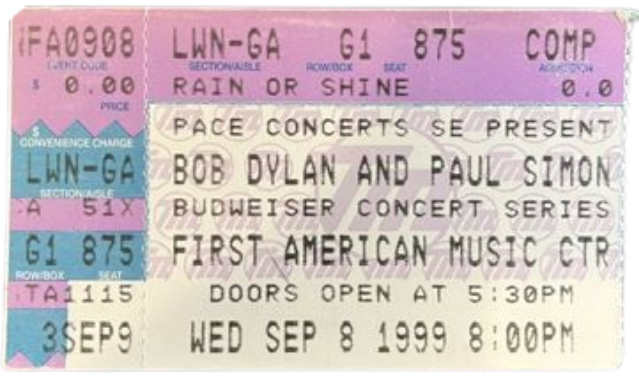 FA0908 LWN-GA G1 875 COMP
EVENT CODE SECTION/AISLE ROW/BOX SEAT ADMISSION
$ 0.00 RAIN OR SHINE 0.0
PRICE
$ PACE CONCERTS SE PRESENT
CONVENIENCE CHARGE
LWN-GA BOB DYLAN AND PAUL SIMON
SECTION/AISLE
A 51X BUDWEISER CONCERT SERIES
G1 875 FIRST AMERICAN MUSIC CTR
ROW/BOX SEAT
TA1115 DOORS OPEN AT 5:30PM
3SEP9 WED SEP 8 1999 8:00PM